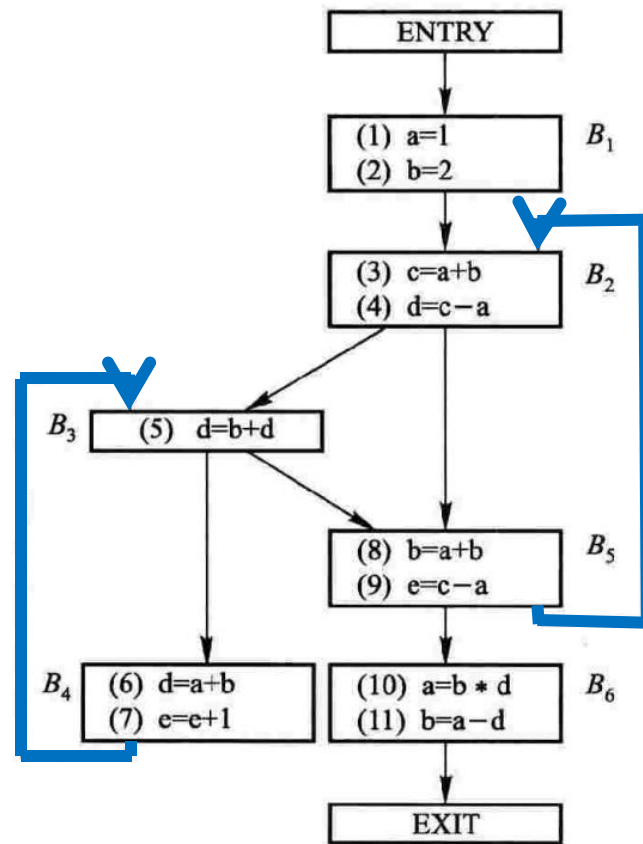 ENTRY
(1) a=1
(2) b=2
B₁
(3) c=a+b
(4) d=c−a
B₂
B₃
(5) d=b+d
(8) b=a+b
(9) e=c−a
B₅
B₄
(6) d=a+b
(7) e=e+1
(10) a=b * d
(11) b=a−d
B₆
EXIT